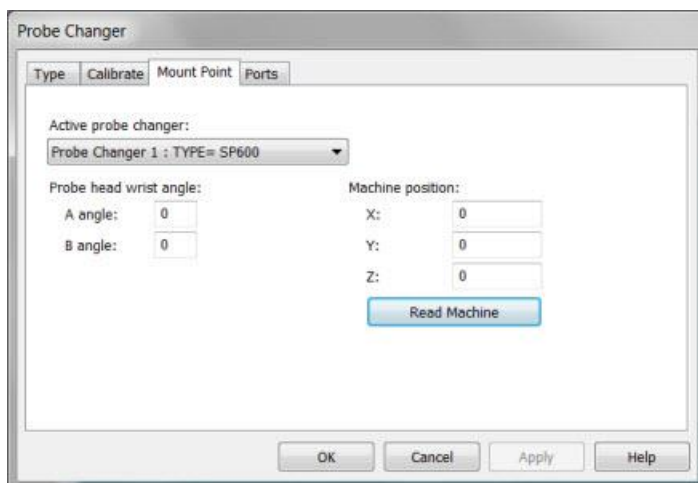 Probe Changer
Type Calibrate Mount Point Ports
Active probe changer:
Probe Changer 1 : TYPE= SP600
Probe head wrist angle: Machine position:
A angle: 0 X: 0
B angle: 0 Y: 0
Z: 0
Read Machine
OK Cancel Apply Help